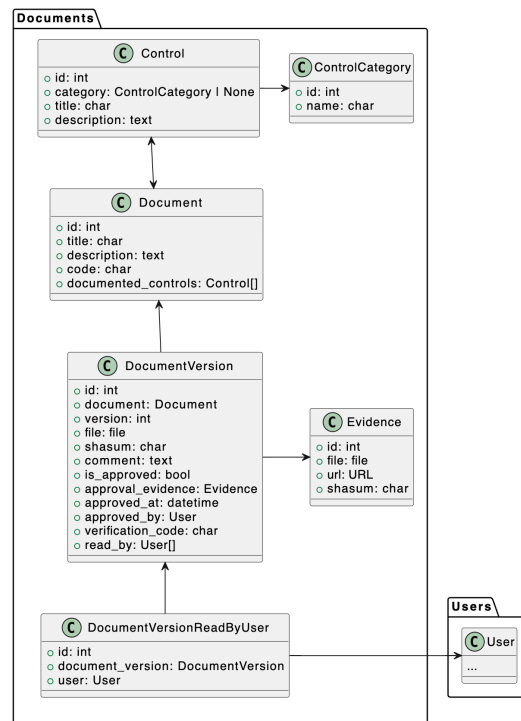 Documents
C Control
id: int
category: ControlCategory | None
title: char
description: text
C ControlCategory
id: int
name: char
C Document
id: int
title: char
description: text
code: char
documented_controls: Control[]
C DocumentVersion
id: int
document: Document
version: int
file: file
shasum: char
comment: text
is_approved: bool
approval_evidence: Evidence
approved_at: datetime
approved_by: User
verification_code: char
read_by: User[]
C Evidence
id: int
file: file
url: URL
shasum: char
C DocumentVersionReadByUser
id: int
document_version: DocumentVersion
user: User
Users
C User
...